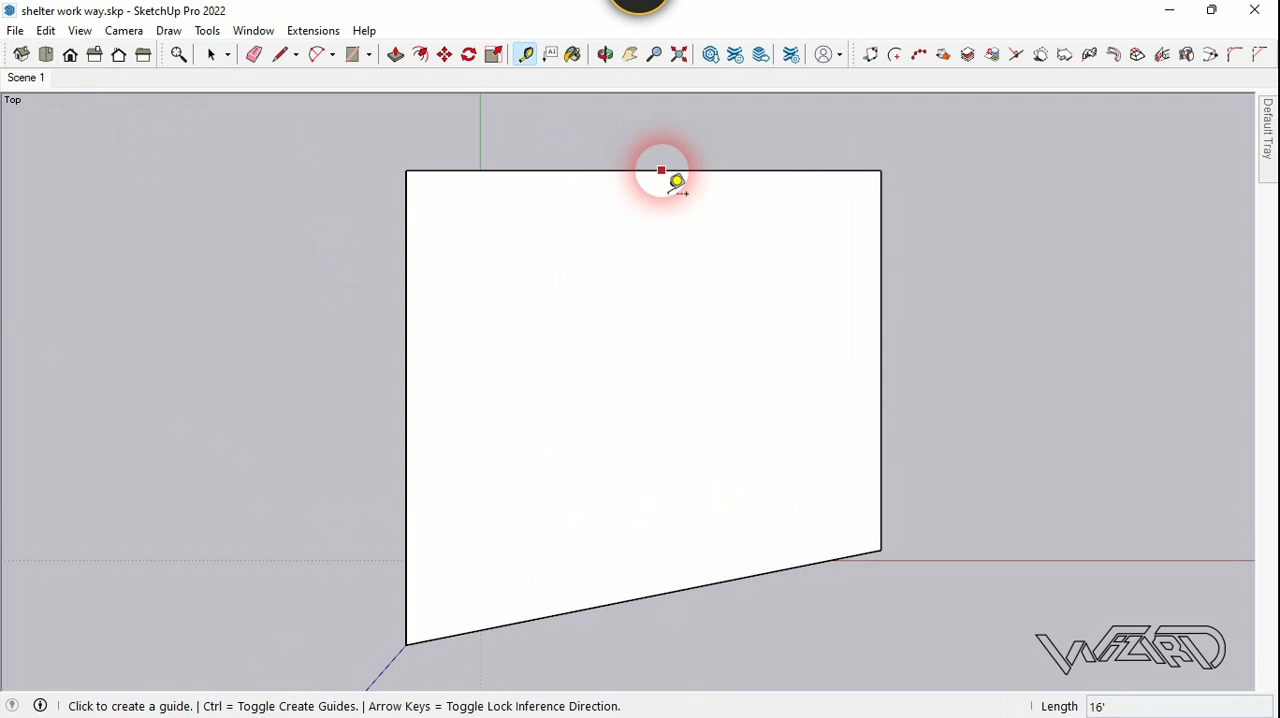 shelter work way.skp - SketchUp Pro 2022
File Edit View Camera Draw Tools Window Extensions Help
Scene 1
Top
Default Tray
WIZARD
Click to create a guide. | Ctrl = Toggle Create Guides. | Arrow Keys = Toggle Lock Inference Direction.
Length 16'